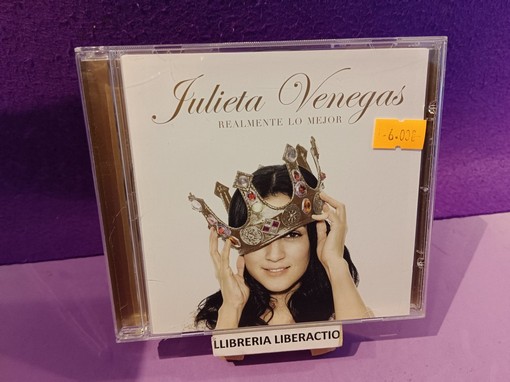 Julieta Venegas
REALMENTE LO MEJOR
6.00€
LLIBRERIA LIBERACTIO